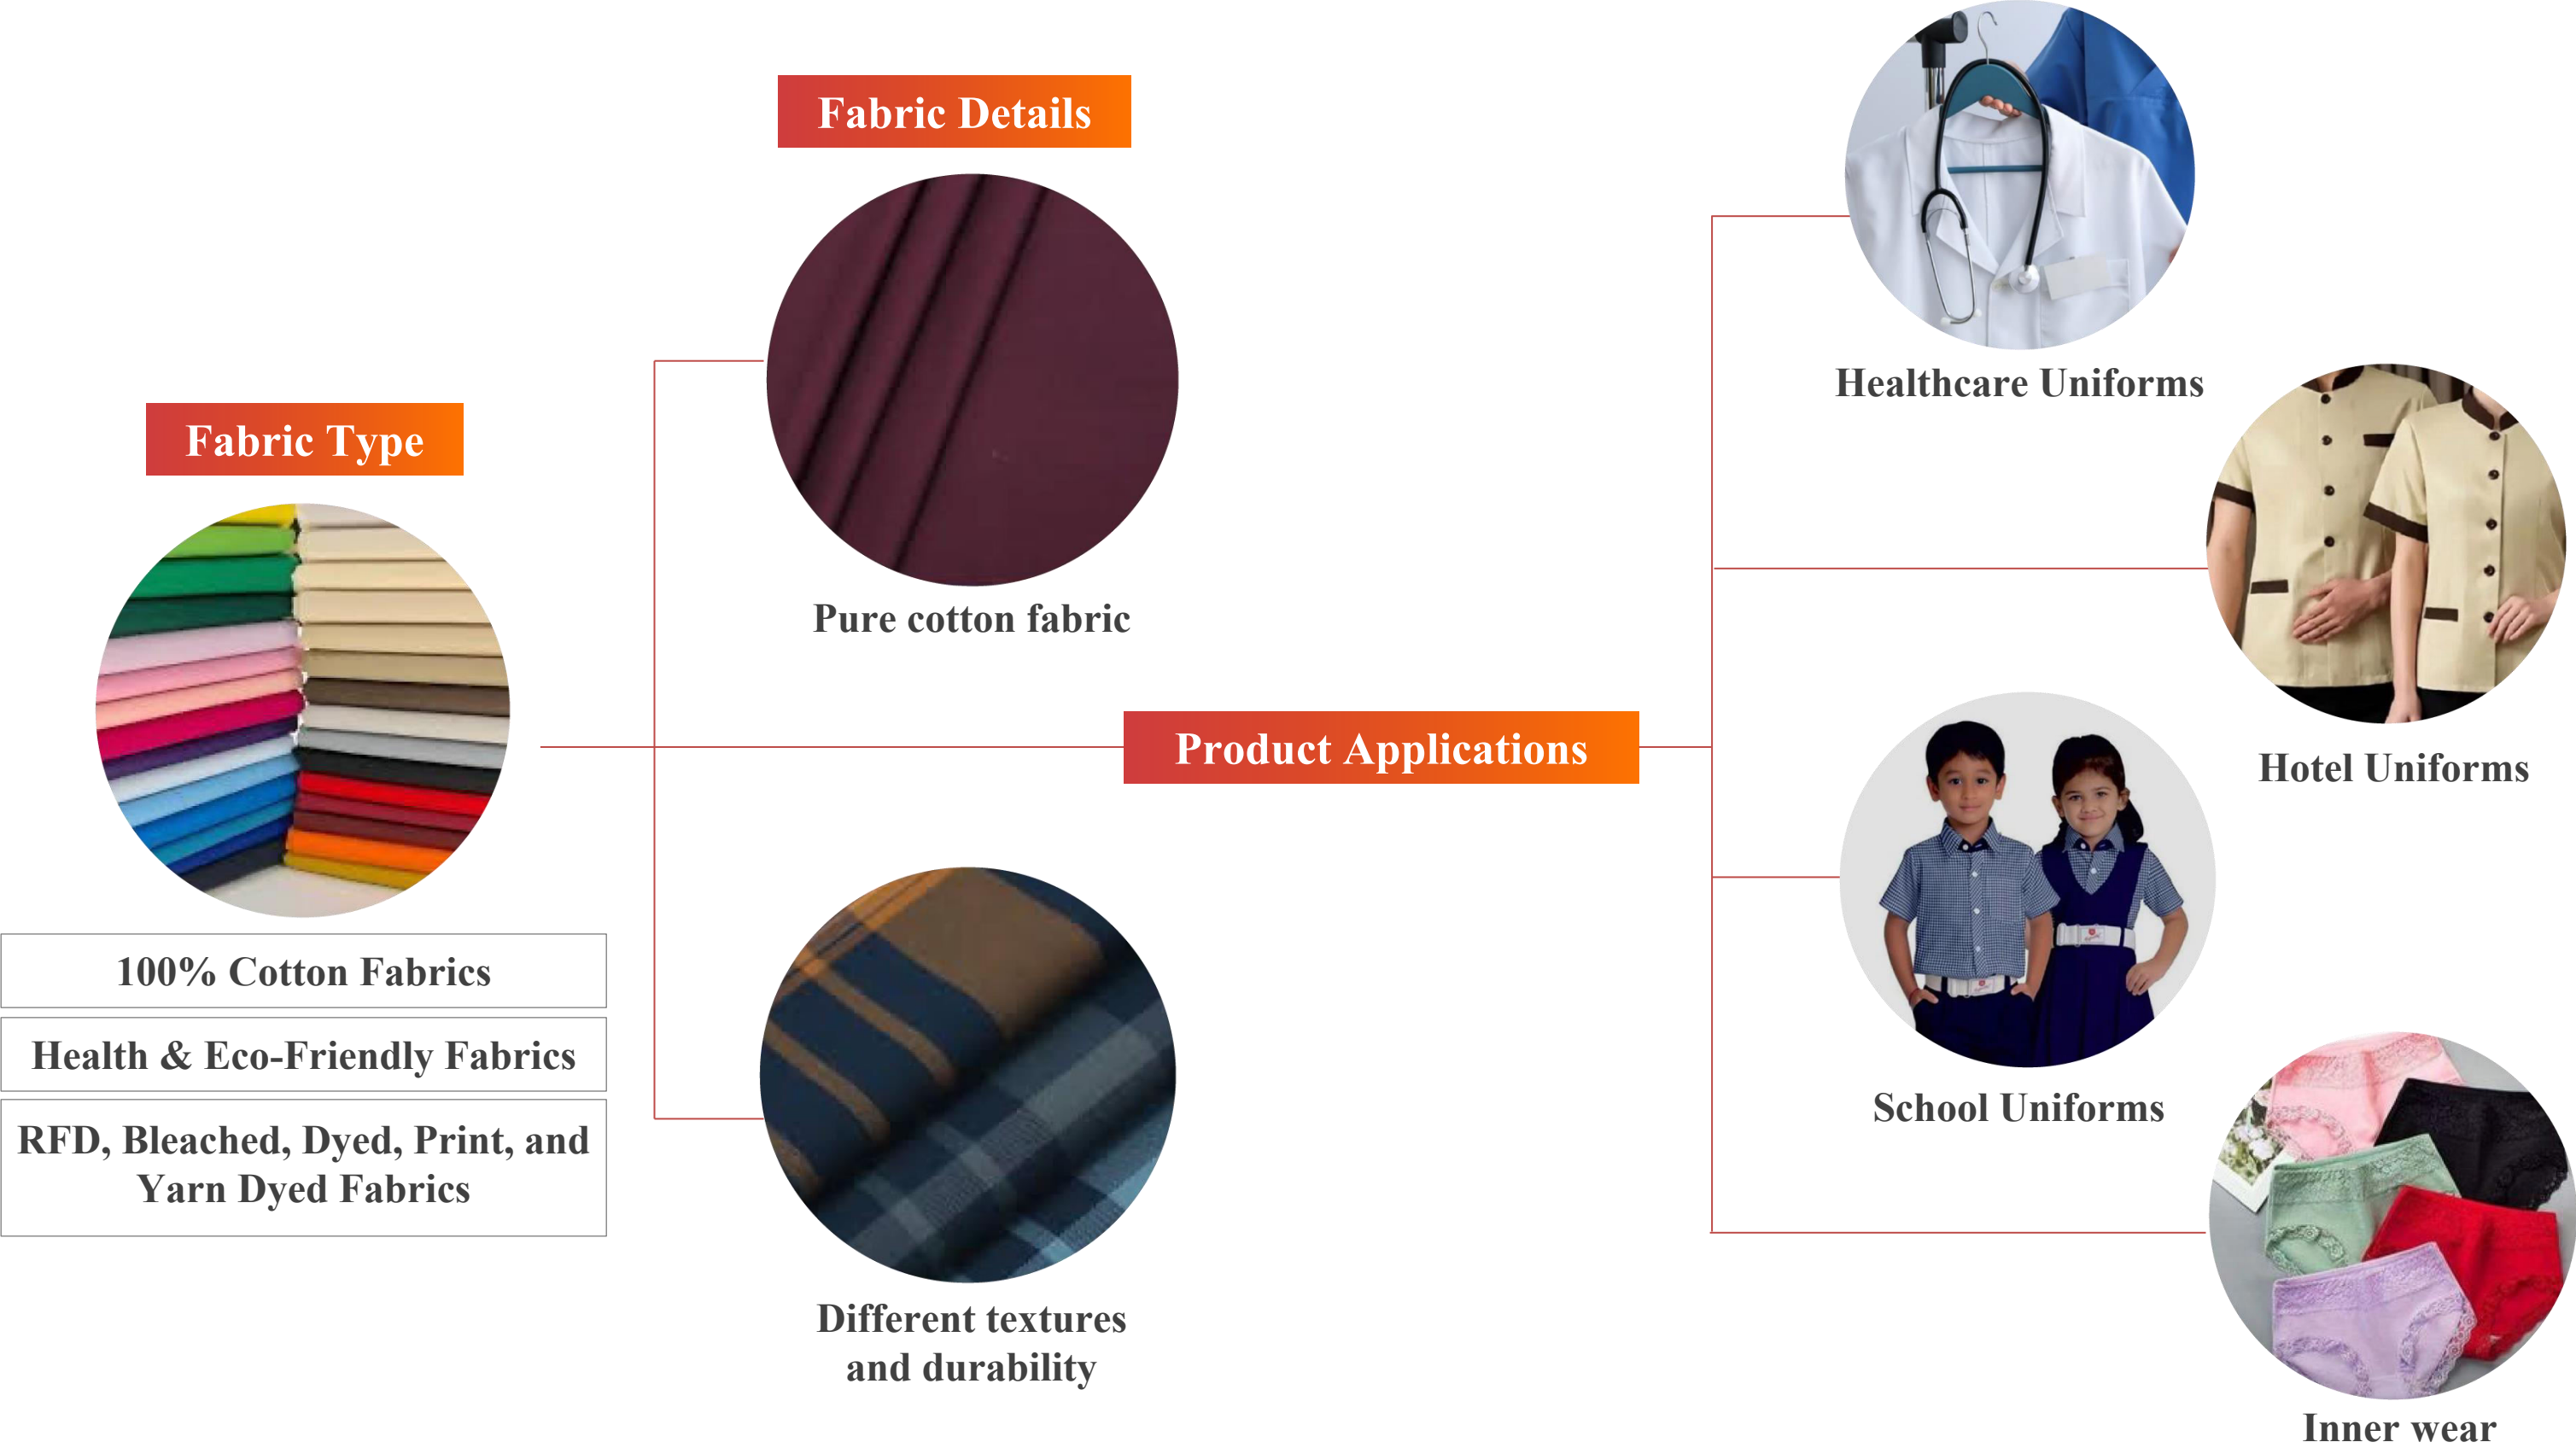 Fabric Type
100% Cotton Fabrics
Health & Eco-Friendly Fabrics
RFD, Bleached, Dyed, Print, and
Yarn Dyed Fabrics
Fabric Details
Pure cotton fabric
Different textures
and durability
Product Applications
Healthcare Uniforms
Hotel Uniforms
School Uniforms
Inner wear